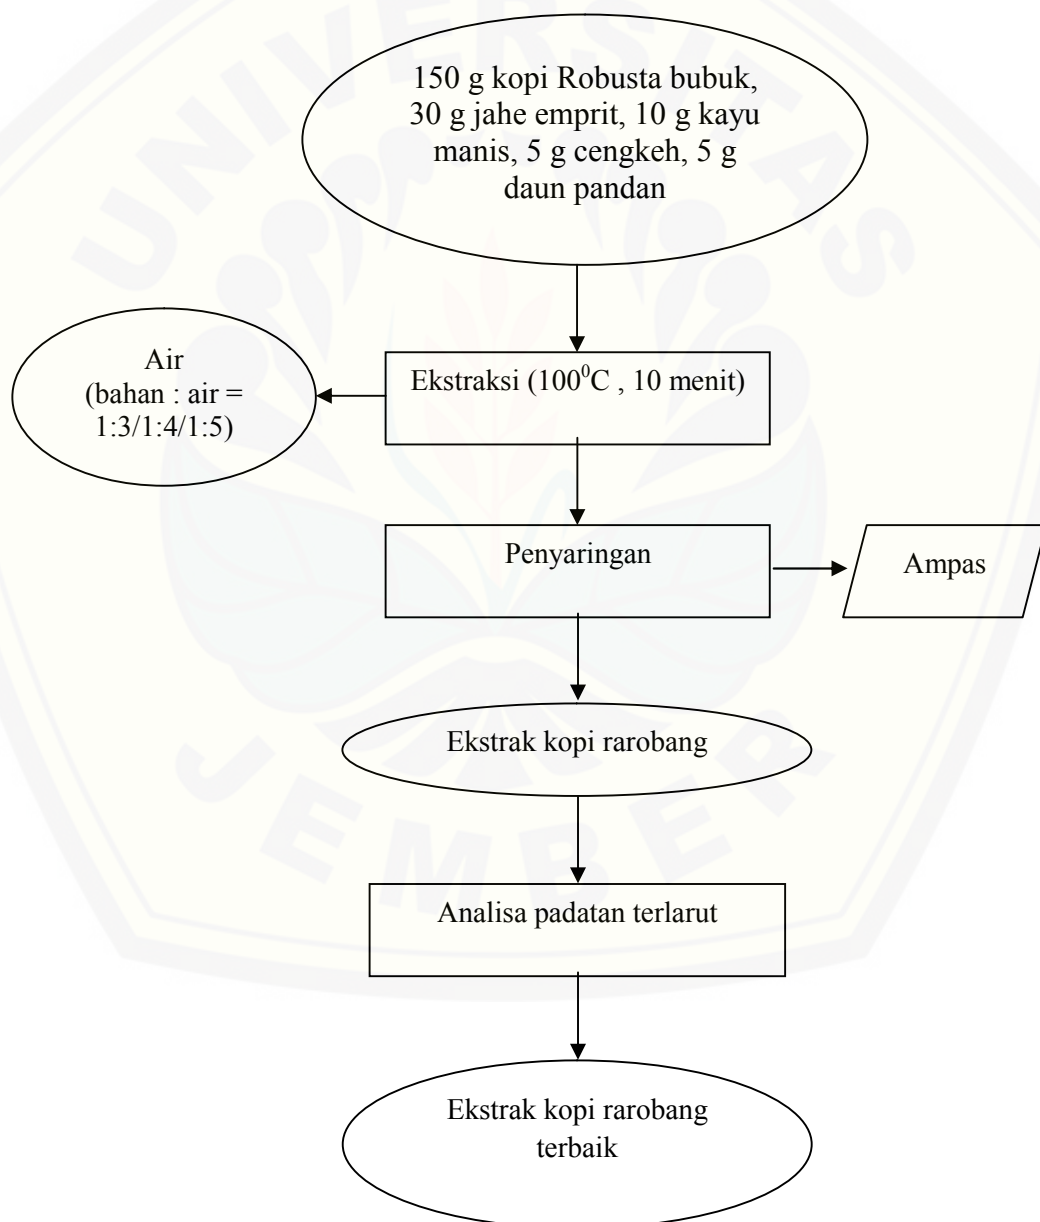 UNIVERSITAS
150 g kopi Robusta bubuk,
30 g jahe emprit, 10 g kayu
manis, 5 g cengkeh, 5 g
daun pandan
Air
(bahan : air =
1:3/1:4/1:5)
Ekstraksi (100⁰C , 10 menit)
Penyaringan
Ampas
Ekstrak kopi rarobang
JEMBER
Analisa padatan terlarut
Ekstrak kopi rarobang
terbaik